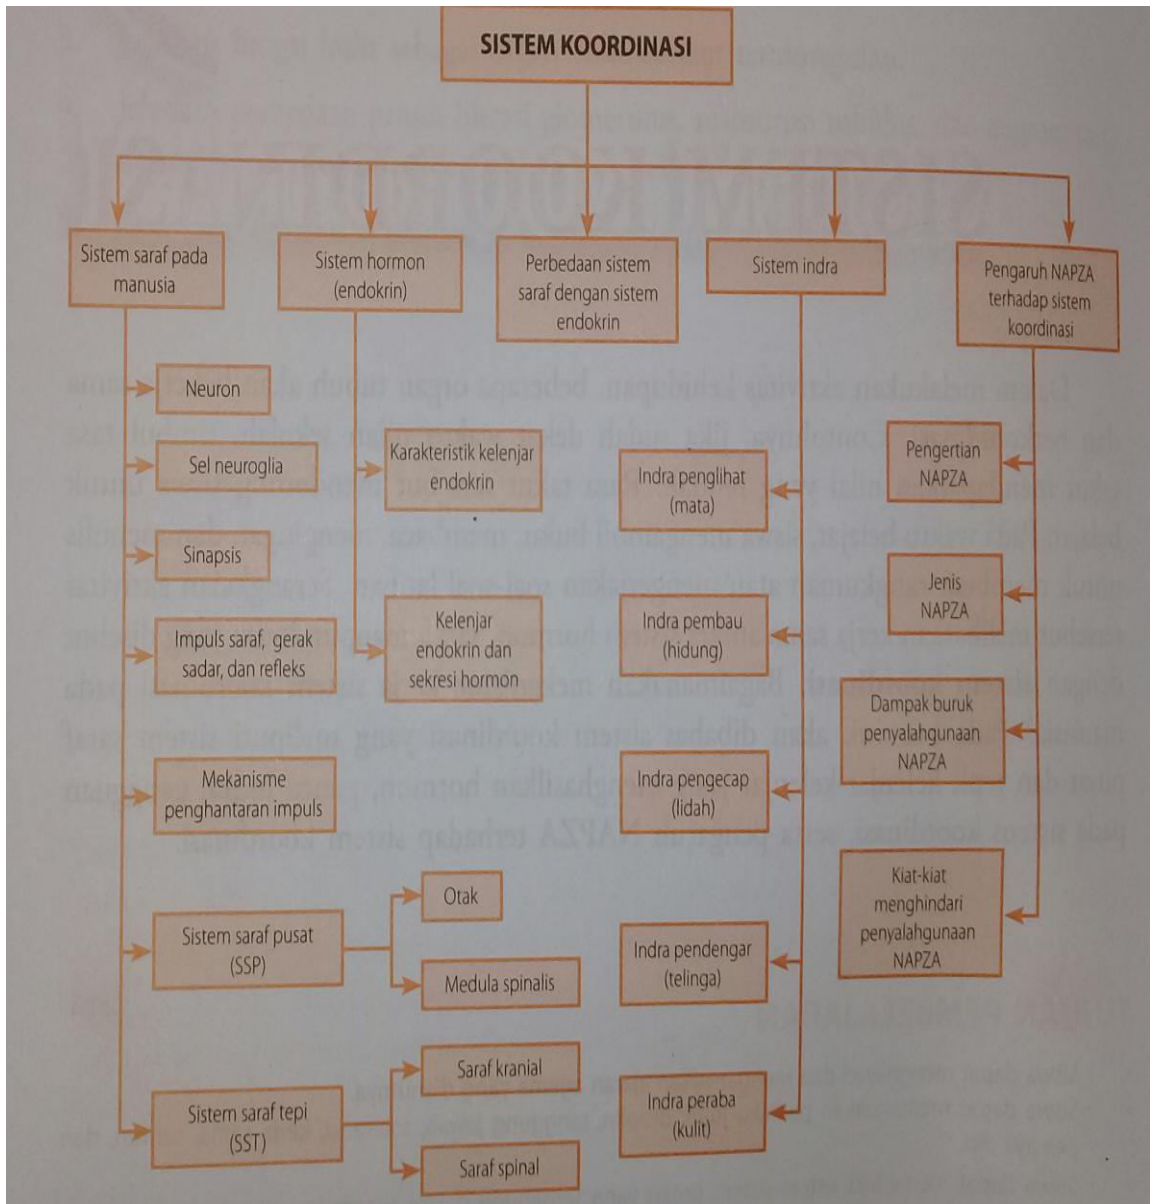 SISTEM KOORDINASI
Sistem saraf pada
manusia
Neuron
Sel neuroglia
Sinapsis
Impuls saraf, gerak
sadar, dan refleks
Mekanisme
penghantaran impuls
Sistem saraf pusat
(SSP)
Otak
Medula spinalis
Sistem saraf tepi
(SST)
Saraf kranial
Saraf spinal
Sistem hormon
(endokrin)
Karakteristik kelenjar
endokrin
Kelenjar
endokrin dan
sekresi hormon
Perbedaan sistem
saraf dengan sistem
endokrin
Sistem indra
Indra penglihat
(mata)
Indra pembau
(hidung)
Indra pengecap
(lidah)
Indra pendengar
(telinga)
Indra peraba
(kulit)
Pengaruh NAPZA
terhadap sistem
koordinasi
Pengertian
NAPZA
Jenis
NAPZA
Dampak buruk
penyalahgunaan
NAPZA
Kiat-kiat
menghindari
penyalahgunaan
NAPZA